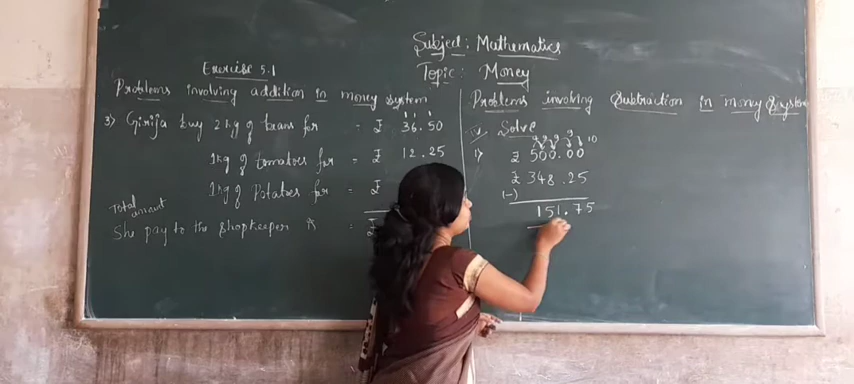 Subject: Mathematics
Topic: Money
Exercise 5.1
Problems involving addition in money system
3) Girija buy 2 kg of beans for = ₹ 36.50
1kg of tomatoes for = ₹ 12.25
1kg of Potatoes for = ₹
Total amount
She pay to the shopkeeper is = ₹
Problems involving Subtraction in money System
Solve
10
1) ₹ 500.00
₹ 348.25
(-)
151.75